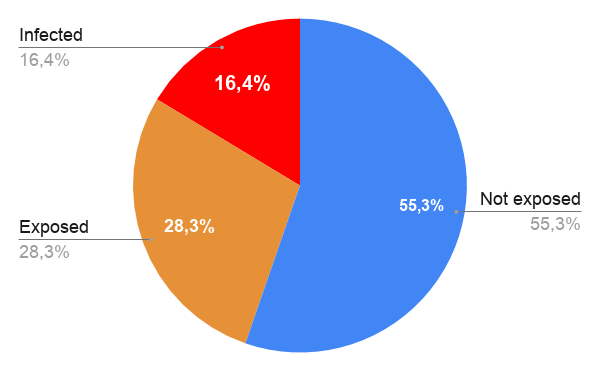 Infected
16,4%
16,4%
Not exposed
55,3%
55,3%
Exposed
28,3%
28,3%